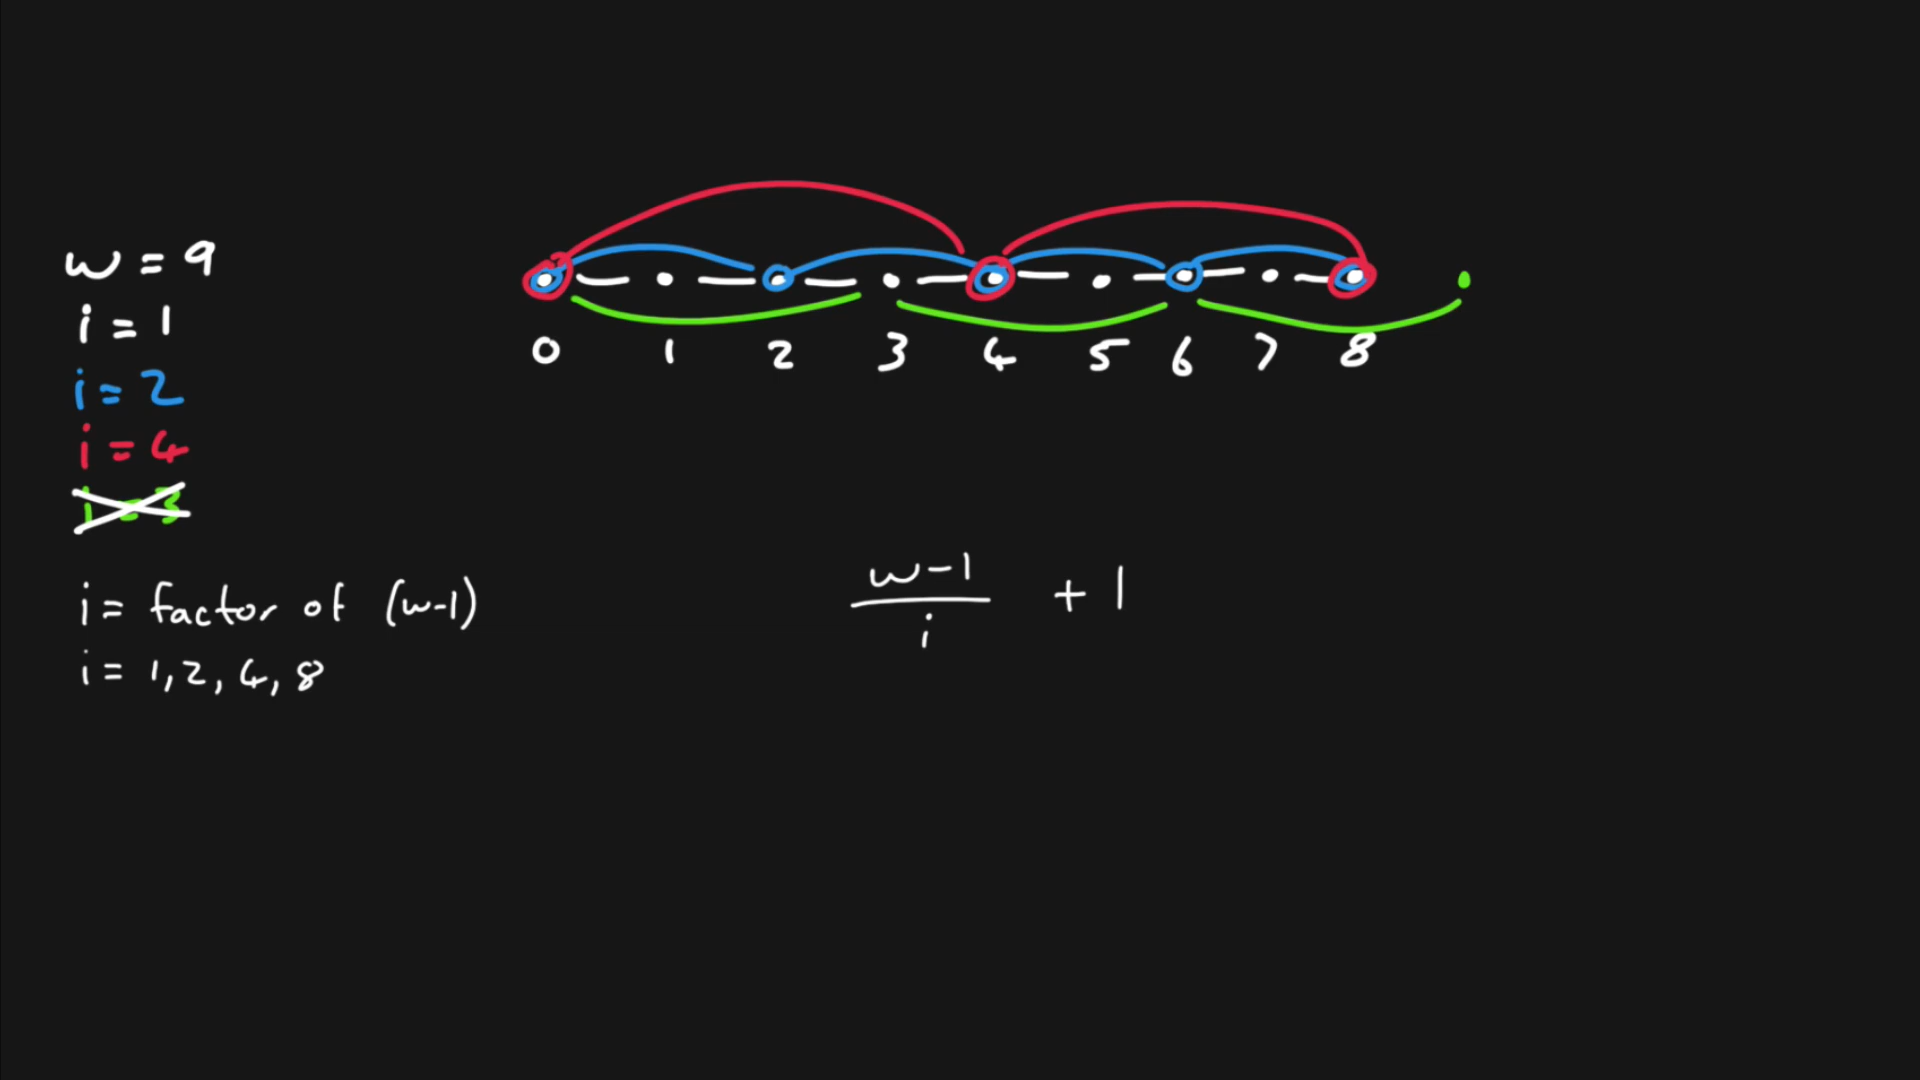 w = 9
i = 1
i = 2
i = 4
i = 3
0 1 2 3 4 5 6 7 8
i = factor of (w-1)
i = 1, 2, 4, 8
w-1
i
+ 1